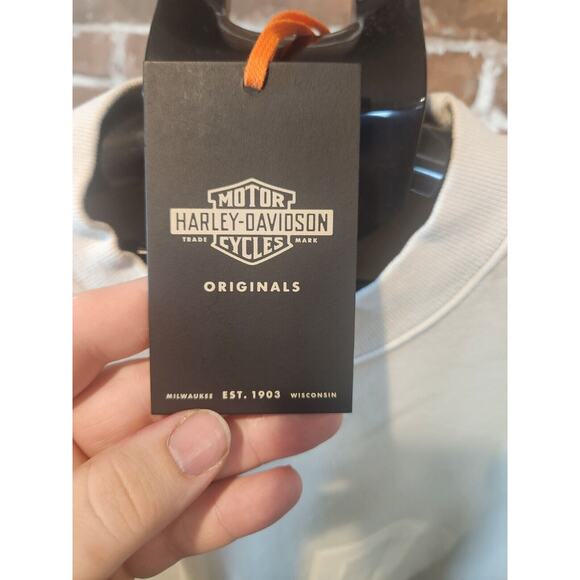 MOTOR
HARLEY-DAVIDSON
TRADE MARK
CYCLES
ORIGINALS
MILWAUKEE EST. 1903 WISCONSIN